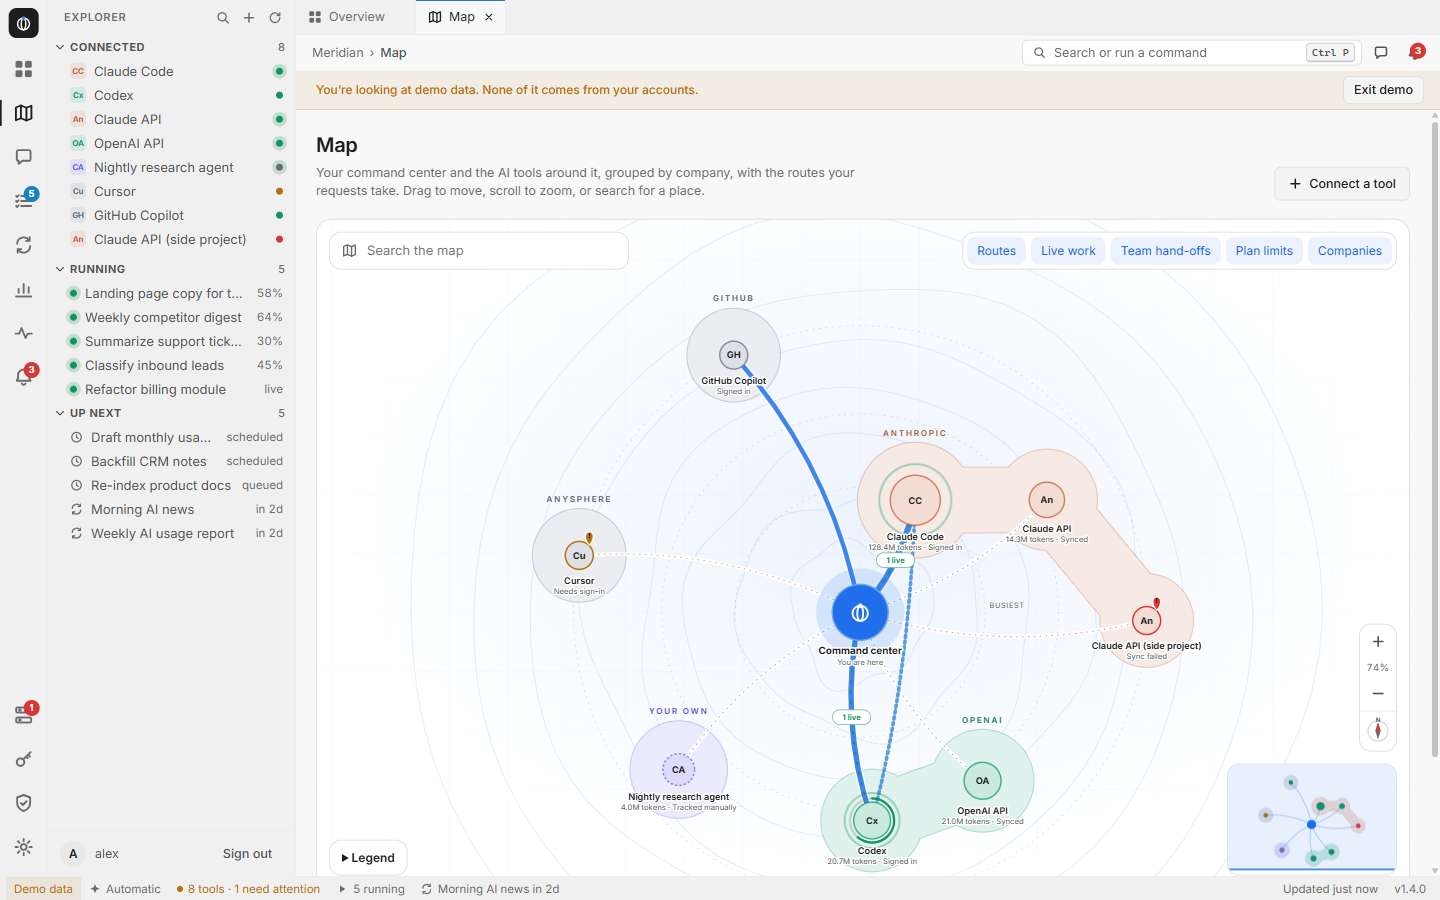 EXPLORER
CONNECTED 8
CC Claude Code
Cx Codex
An Claude API
OA OpenAI API
CA Nightly research agent
Cu Cursor
GH GitHub Copilot
An Claude API (side project)
RUNNING 5
Landing page copy for t... 58%
Weekly competitor digest 64%
Summarize support tick... 30%
Classify inbound leads 45%
Refactor billing module live
UP NEXT 5
Draft monthly usa... scheduled
Backfill CRM notes scheduled
Re-index product docs queued
Morning AI news in 2d
Weekly AI usage report in 2d
5
3
1
A alex Sign out
Overview
Map
Meridian › Map
Search or run a command Ctrl P
3
You're looking at demo data. None of it comes from your accounts.
Exit demo
Map
Your command center and the AI tools around it, grouped by company, with the routes your
requests take. Drag to move, scroll to zoom, or search for a place.
Connect a tool
Search the map
Routes Live work Team hand-offs Plan limits Companies
GITHUB
GH
GitHub Copilot
Signed in
ANTHROPIC
CC
Claude Code
128.4M tokens · Signed in
1 live
An
Claude API
14.3M tokens · Synced
ANYSPHERE
Cu
Cursor
Needs sign-in
BUSIEST
An
Claude API (side project)
Sync failed
Command center
You are here
1 live
YOUR OWN
CA
Nightly research agent
4.0M tokens · Tracked manually
OPENAI
OA
OpenAI API
21.0M tokens · Synced
Cx
Codex
20.7M tokens · Signed in
74%
N
Legend
Demo data Automatic 8 tools · 1 need attention 5 running Morning AI news in 2d Updated just now v1.4.0